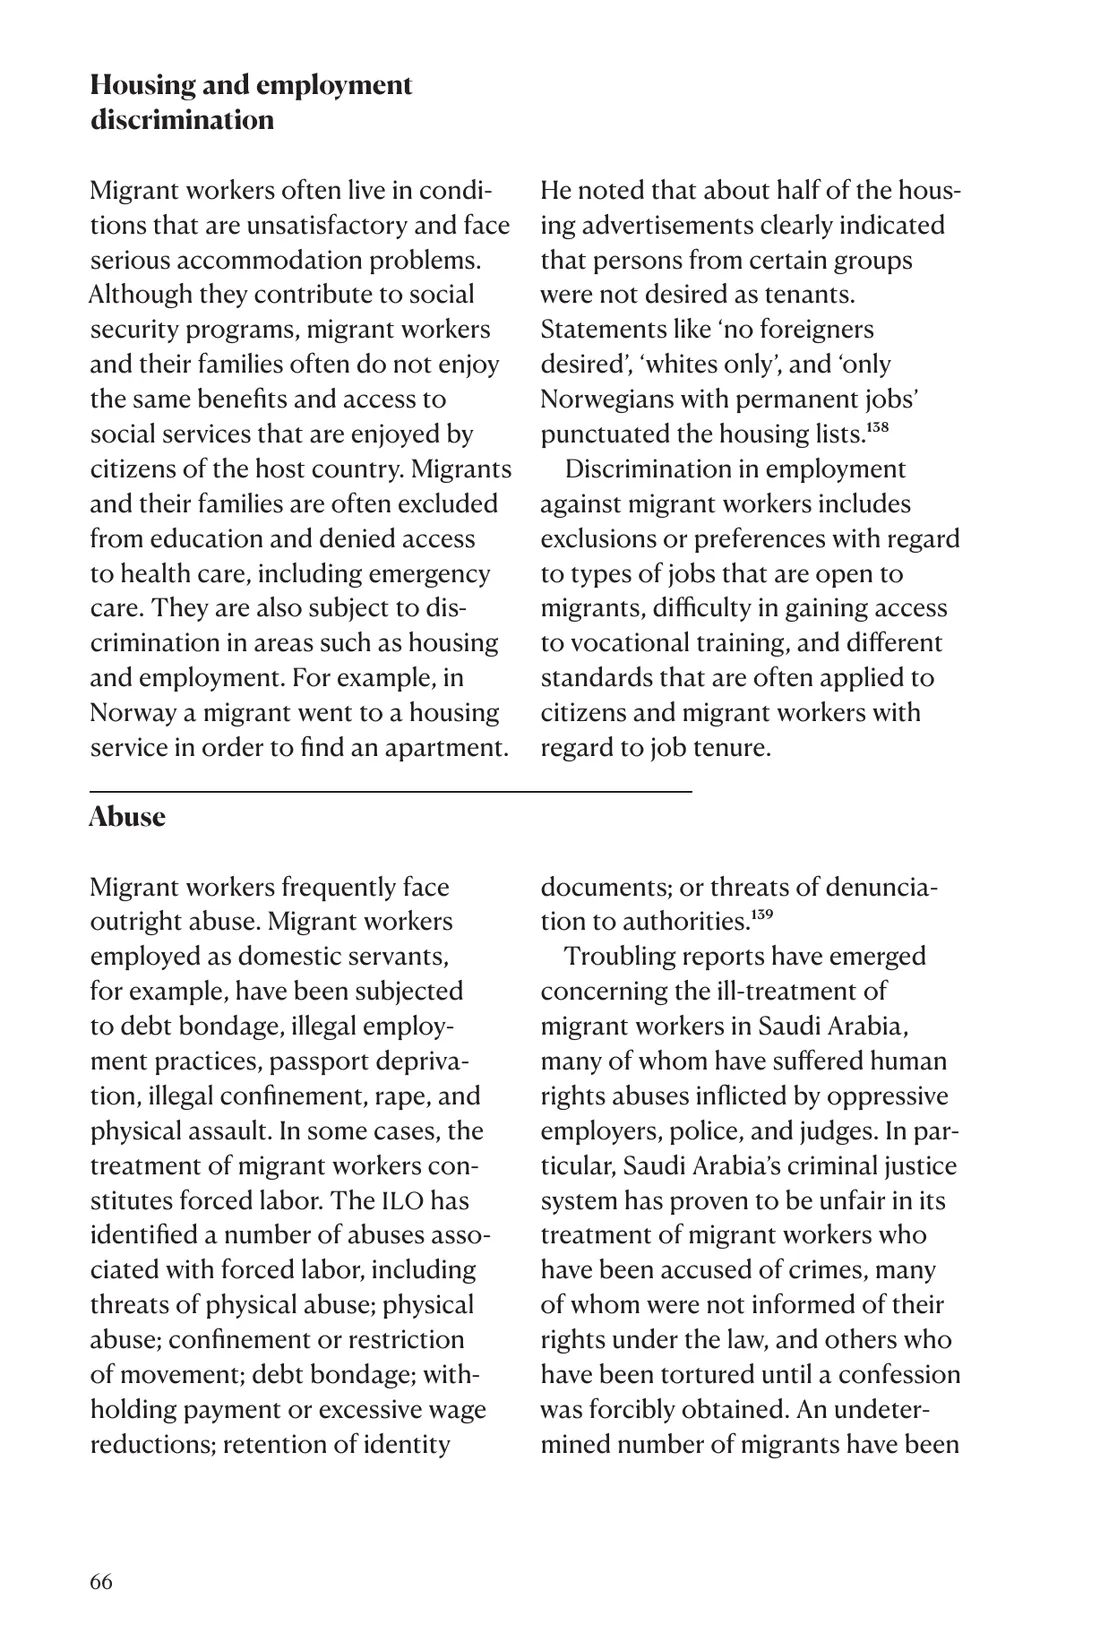 Housing and employment
discrimination
Migrant workers often live in condi-
tions that are unsatisfactory and face
serious accommodation problems.
Although they contribute to social
security programs, migrant workers
and their families often do not enjoy
the same benefits and access to
social services that are enjoyed by
citizens of the host country. Migrants
and their families are often excluded
from education and denied access
to health care, including emergency
care. They are also subject to dis-
crimination in areas such as housing
and employment. For example, in
Norway a migrant went to a housing
service in order to find an apartment.
He noted that about half of the hous-
ing advertisements clearly indicated
that persons from certain groups
were not desired as tenants.
Statements like ‘no foreigners
desired’, ‘whites only’, and ‘only
Norwegians with permanent jobs’
punctuated the housing lists.¹³⁸
Discrimination in employment
against migrant workers includes
exclusions or preferences with regard
to types of jobs that are open to
migrants, difficulty in gaining access
to vocational training, and different
standards that are often applied to
citizens and migrant workers with
regard to job tenure.
Abuse
Migrant workers frequently face
outright abuse. Migrant workers
employed as domestic servants,
for example, have been subjected
to debt bondage, illegal employ-
ment practices, passport depriva-
tion, illegal confinement, rape, and
physical assault. In some cases, the
treatment of migrant workers con-
stitutes forced labor. The ILO has
identified a number of abuses asso-
ciated with forced labor, including
threats of physical abuse; physical
abuse; confinement or restriction
of movement; debt bondage; with-
holding payment or excessive wage
reductions; retention of identity
documents; or threats of denuncia-
tion to authorities.¹³⁹
Troubling reports have emerged
concerning the ill-treatment of
migrant workers in Saudi Arabia,
many of whom have suffered human
rights abuses inflicted by oppressive
employers, police, and judges. In par-
ticular, Saudi Arabia’s criminal justice
system has proven to be unfair in its
treatment of migrant workers who
have been accused of crimes, many
of whom were not informed of their
rights under the law, and others who
have been tortured until a confession
was forcibly obtained. An undeter-
mined number of migrants have been
66